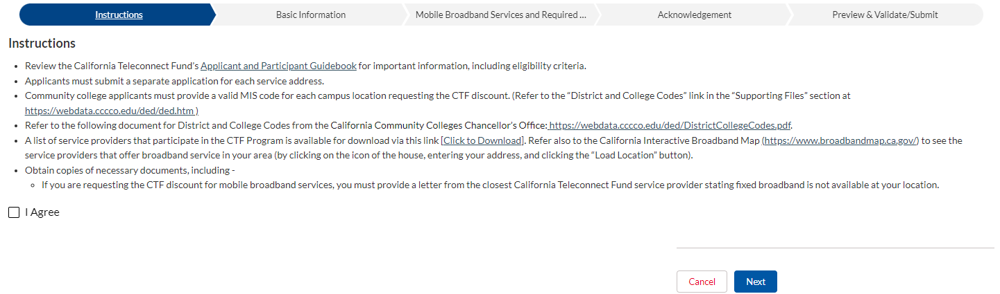 Instructions
Basic Information
Mobile Broadband Services and Required ...
Acknowledgement
Preview & Validate/Submit
Instructions
• Review the California Teleconnect Fund’s Applicant and Participant Guidebook for important information, including eligibility criteria.
• Applicants must submit a separate application for each service address.
• Community college applicants must provide a valid MIS code for each campus location requesting the CTF discount. (Refer to the “District and College Codes” link in the “Supporting Files” section at
https://webdata.cccco.edu/ded/ded.htm )
• Refer to the following document for District and College Codes from the California Community Colleges Chancellor’s Office: https://webdata.cccco.edu/ded/DistrictCollegeCodes.pdf.
• A list of service providers that participate in the CTF Program is available for download via this link [Click to Download]. Refer also to the California Interactive Broadband Map (https://www.broadbandmap.ca.gov/) to see the
service providers that offer broadband service in your area (by clicking on the icon of the house, entering your address, and clicking the “Load Location” button).
• Obtain copies of necessary documents, including -
◦ If you are requesting the CTF discount for mobile broadband services, you must provide a letter from the closest California Teleconnect Fund service provider stating fixed broadband is not available at your location.
I Agree
Cancel
Next